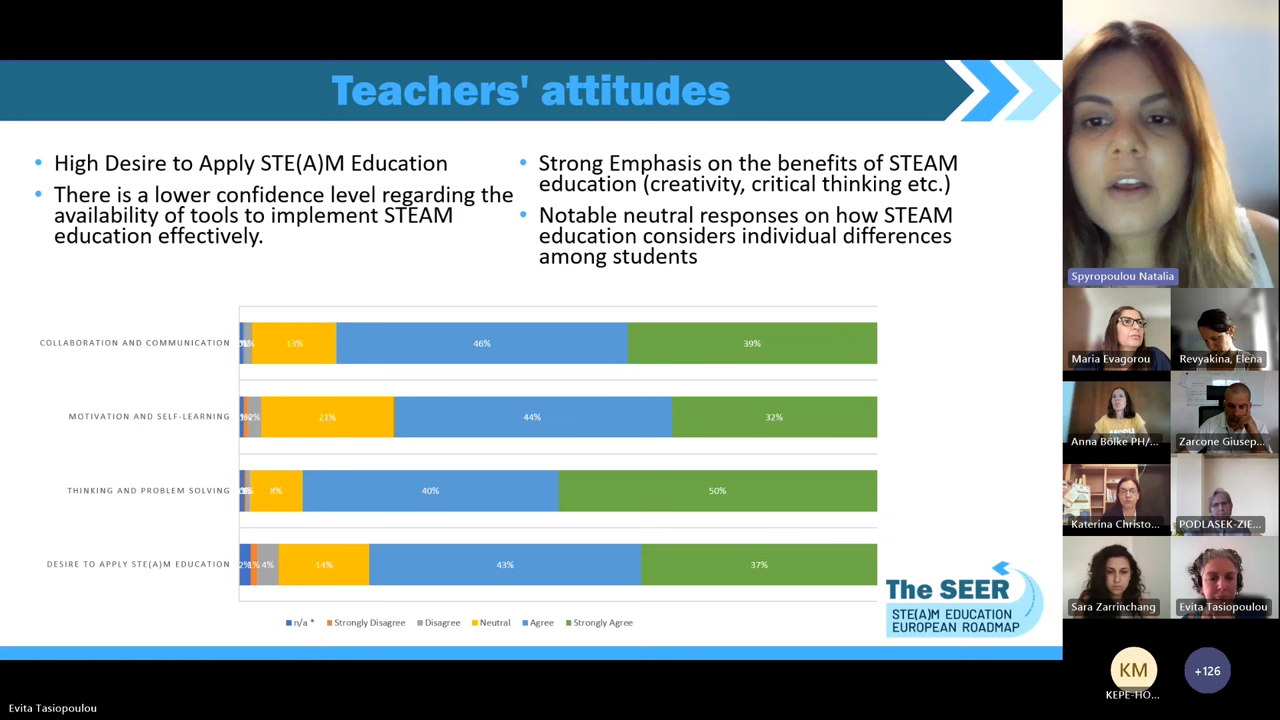 Teachers' attitudes
High Desire to Apply STE(A)M Education
There is a lower confidence level regarding the
availability of tools to implement STEAM
education effectively.
Strong Emphasis on the benefits of STEAM
education (creativity, critical thinking etc.)
Notable neutral responses on how STEAM
education considers individual differences
among students
COLLABORATION AND COMMUNICATION
13% 46% 39%
MOTIVATION AND SELF-LEARNING
2% 21% 44% 32%
THINKING AND PROBLEM SOLVING
8% 40% 50%
DESIRE TO APPLY STE(A)M EDUCATION
2% 1% 4% 14% 43% 37%
n/a * Strongly Disagree Disagree Neutral Agree Strongly Agree
The SEER
STE(A)M EDUCATION
EUROPEAN ROADMAP
Spyropoulou Natalia
Maria Evagorou
Revyakina, Elena
Anna Bölke PH/...
Zarcone Giusep...
Katerina Christo...
PODLASEK-ZIE...
Sara Zarrinchang
Evita Tasiopoulou
KM
KEPE-HO...
+126
Evita Tasiopoulou